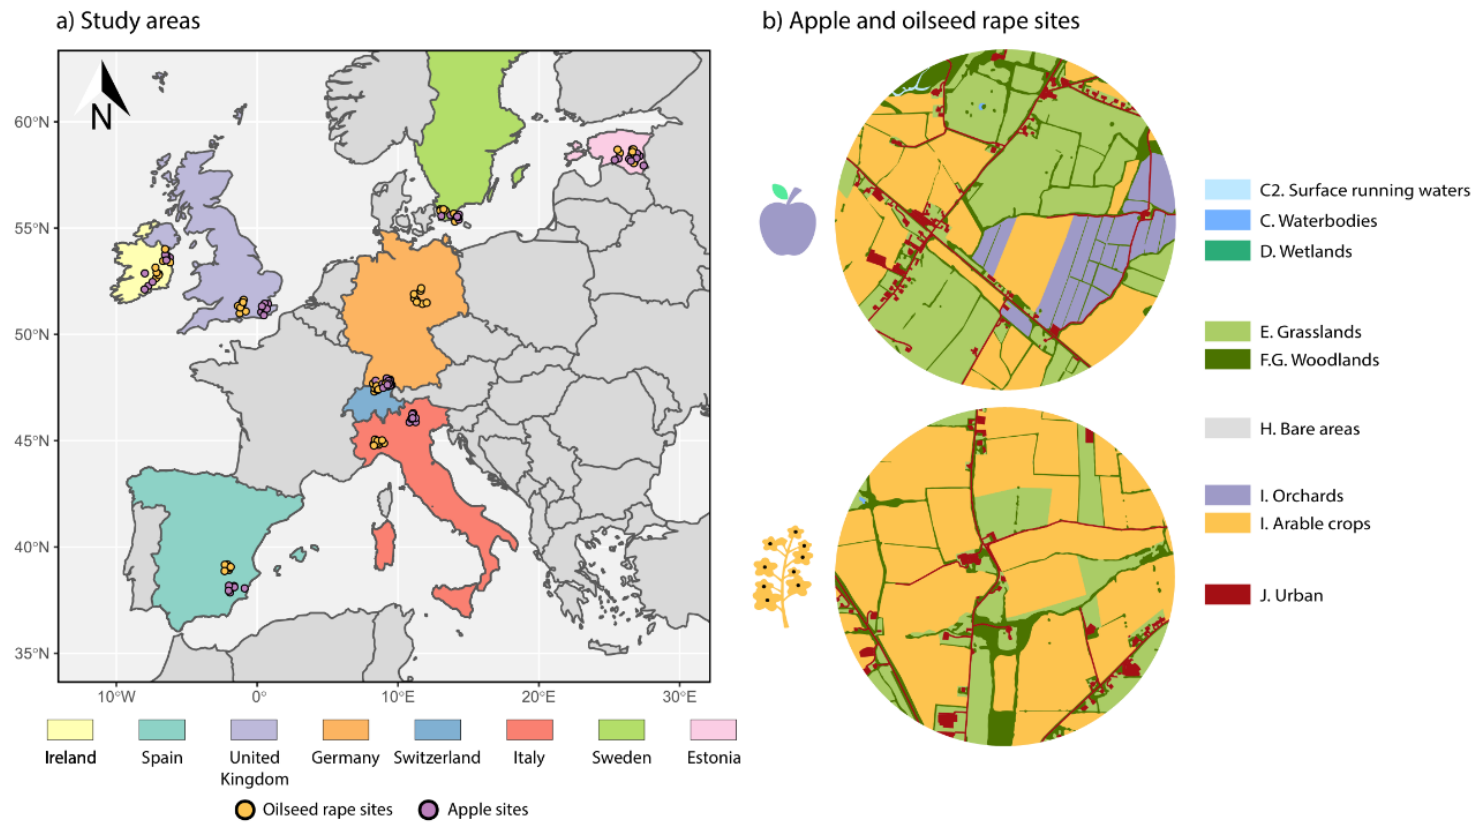 a) Study areas
b) Apple and oilseed rape sites
N
60°N
55°N
50°N
45°N
40°N
35°N
10°W
0°
10°E
20°E
30°E
Ireland
Spain
United
Kingdom
Germany
Switzerland
Italy
Sweden
Estonia
Oilseed rape sites
Apple sites
C2. Surface running waters
C. Waterbodies
D. Wetlands
E. Grasslands
F.G. Woodlands
H. Bare areas
I. Orchards
I. Arable crops
J. Urban